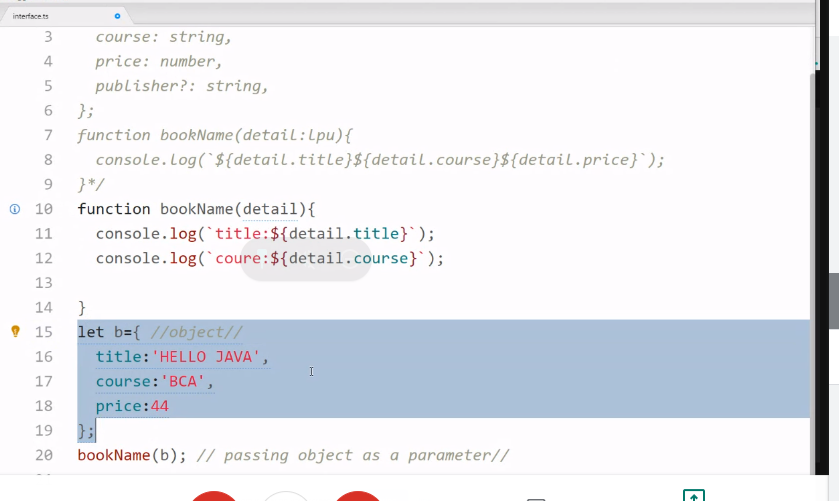 interface.ts
3 course: string,
4 price: number,
5 publisher?: string,
6 };
7 function bookName(detail:lpu){
8 console.log(`${detail.title}${detail.course}${detail.price}`);
9 }*/
10 function bookName(detail){
11 console.log(`title:${detail.title}`);
12 console.log(`coure:${detail.course}`);
13
14 }
15 let b={ //object//
16 title:'HELLO JAVA',
17 course:'BCA',
18 price:44
19 };
20 bookName(b); // passing object as a parameter//